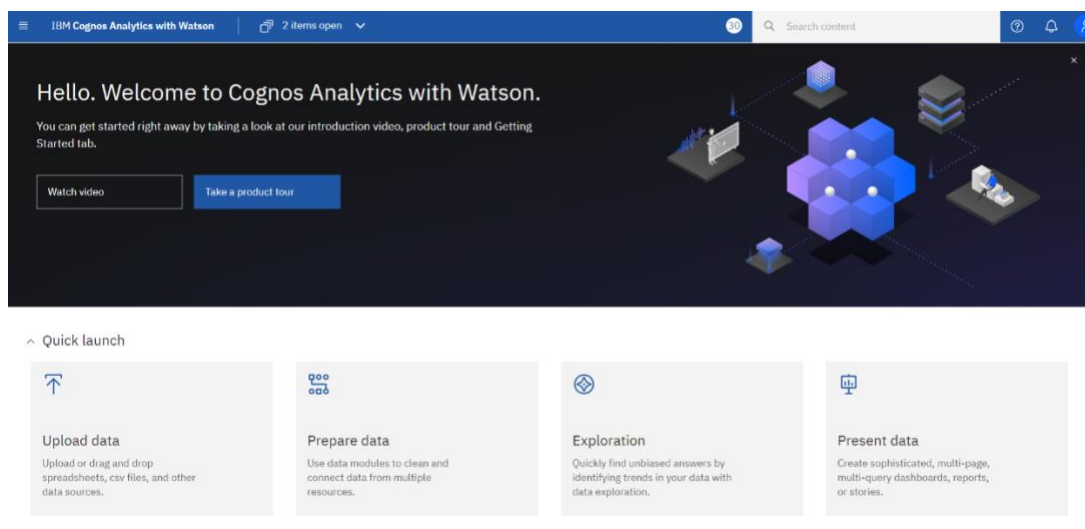 IBM Cognos Analytics with Watson
2 items open
30
Search content
Hello. Welcome to Cognos Analytics with Watson.
You can get started right away by taking a look at our introduction video, product tour and Getting
Started tab.
Watch video
Take a product tour
Quick launch
Upload data
Upload or drag and drop
spreadsheets, csv files, and other
data sources.
Prepare data
Use data modules to clean and
connect data from multiple
resources.
Exploration
Quickly find unbiased answers by
identifying trends in your data with
data exploration.
Present data
Create sophisticated, multi-page,
multi-query dashboards, reports,
or stories.